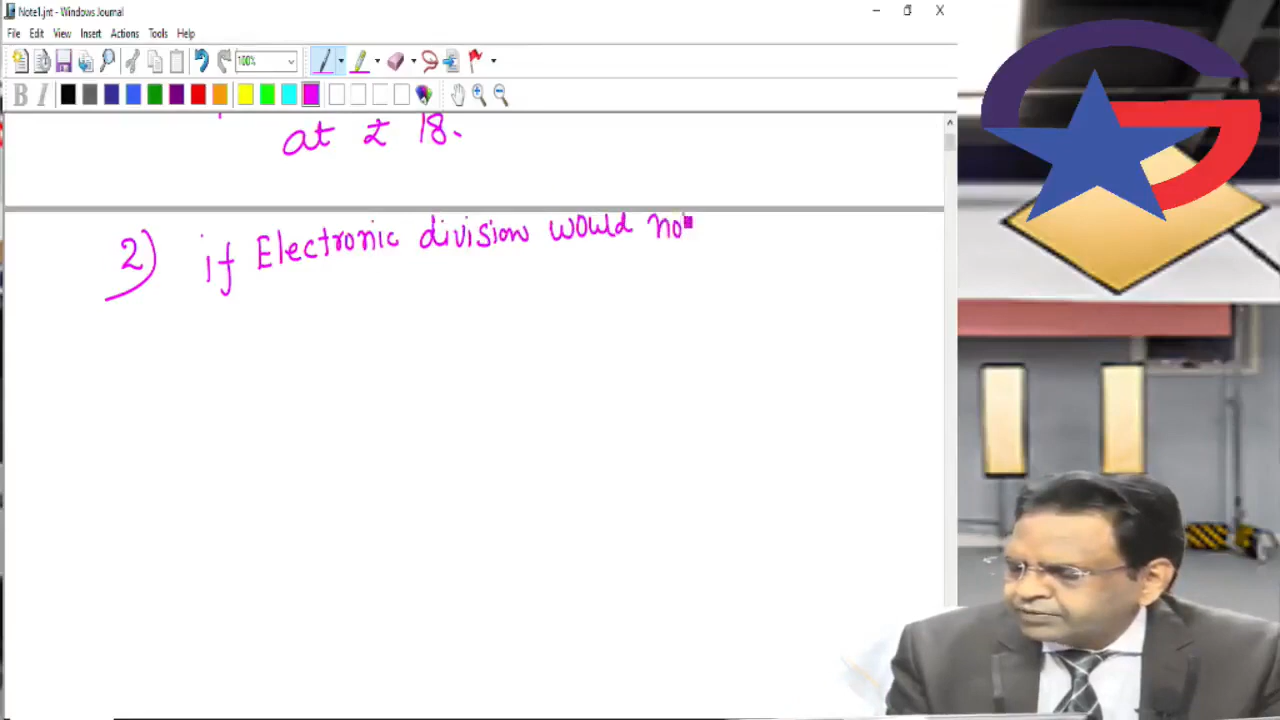 Note1.jnt - Windows Journal
File Edit View Insert Actions Tools Help
100%
B I
at ₹ 18.
2) if Electronic division would no